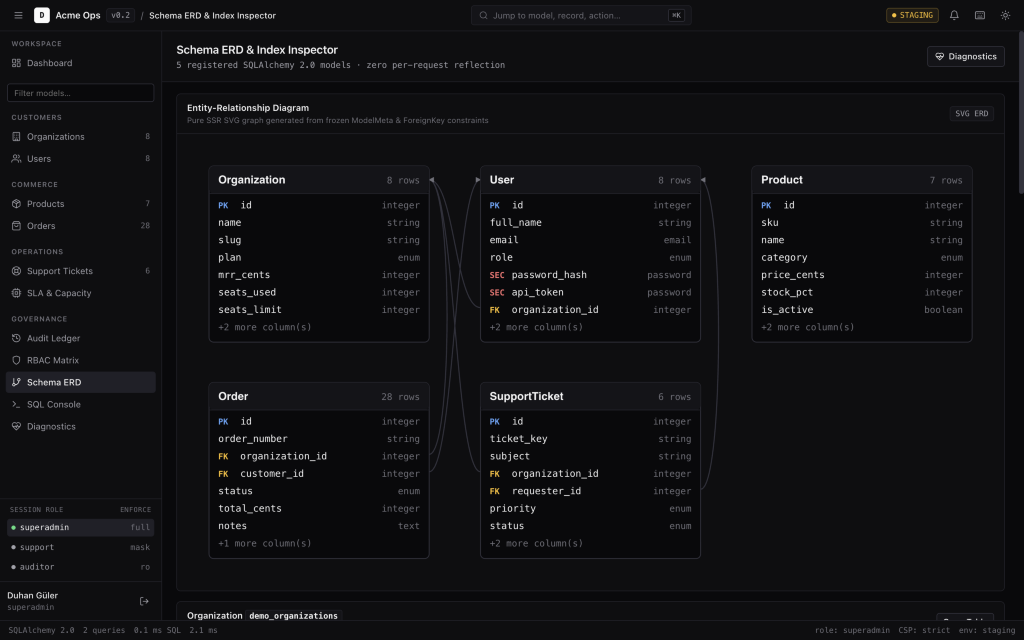 D Acme Ops v0.2 / Schema ERD & Index Inspector
Jump to model, record, action... ⌘K
STAGING
WORKSPACE
Dashboard
Filter models...
CUSTOMERS
Organizations 8
Users 8
COMMERCE
Products 7
Orders 28
OPERATIONS
Support Tickets 6
SLA & Capacity
GOVERNANCE
Audit Ledger
RBAC Matrix
Schema ERD
SQL Console
Diagnostics
SESSION ROLE ENFORCE
superadmin full
support mask
auditor ro
Duhan Güler
superadmin
Schema ERD & Index Inspector
5 registered SQLAlchemy 2.0 models · zero per-request reflection
Diagnostics
Entity-Relationship Diagram
Pure SSR SVG graph generated from frozen ModelMeta & ForeignKey constraints
SVG ERD
Organization 8 rows
PK id integer
name string
slug string
plan enum
mrr_cents integer
seats_used integer
seats_limit integer
+2 more column(s)
User 8 rows
PK id integer
full_name string
email email
role enum
SEC password_hash password
SEC api_token password
FK organization_id integer
+2 more column(s)
Product 7 rows
PK id integer
sku string
name string
category enum
price_cents integer
stock_pct integer
is_active boolean
+2 more column(s)
Order 28 rows
PK id integer
order_number string
FK organization_id integer
FK customer_id integer
status enum
total_cents integer
notes text
+1 more column(s)
SupportTicket 6 rows
PK id integer
ticket_key string
subject string
FK organization_id integer
FK requester_id integer
priority enum
status enum
+2 more column(s)
Organization demo_organizations
SQLAlchemy 2.0 2 queries 0.1 ms SQL 2.1 ms
role: superadmin CSP: strict env: staging